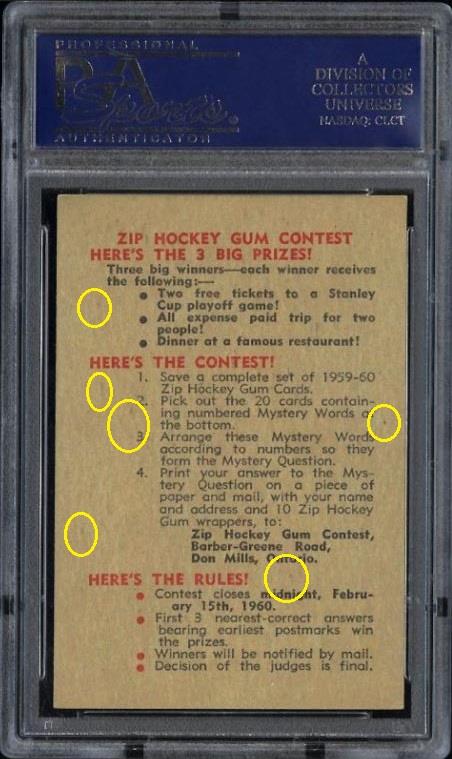 PROFESSIONAL
PSA
Sports
AUTHENTICATOR
A
DIVISION OF
COLLECTORS
UNIVERSE
NASDAQ: CLCT
ZIP HOCKEY GUM CONTEST
HERE'S THE 3 BIG PRIZES!
Three big winners—each winner receives
the following:—
● Two free tickets to a Stanley
Cup playoff game!
● All expense paid trip for two
people!
● Dinner at a famous restaurant!
HERE'S THE CONTEST!
1. Save a complete set of 1959-60
Zip Hockey Gum Cards.
2. Pick out the 20 cards contain-
ing numbered Mystery Words at
the bottom.
3. Arrange these Mystery Words
according to numbers so they
form the Mystery Question.
4. Print your answer to the Mys-
tery Question on a piece of
paper and mail, with your name
and address and 10 Zip Hockey
Gum wrappers, to:
Zip Hockey Gum Contest,
Barber-Greene Road,
Don Mills, Ontario.
HERE'S THE RULES!
● Contest closes midnight, Febru-
ary 15th, 1960.
● First 3 nearest-correct answers
bearing earliest postmarks win
the prizes.
● Winners will be notified by mail.
● Decision of the judges is final.